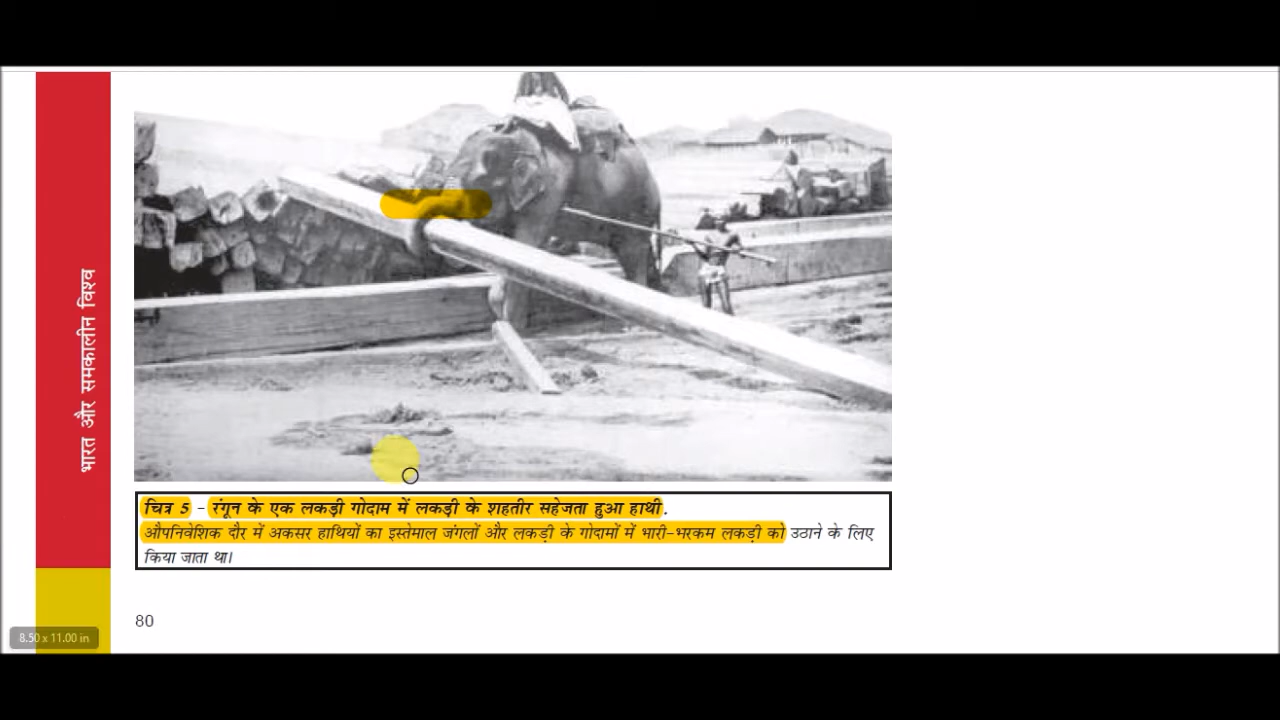 भारत और समकालीन विश्व
चित्र 5 – रंगून के एक लकड़ी गोदाम में लकड़ी के शहतीर सहेजता हुआ हाथी.
औपनिवेशिक दौर में अकसर हाथियों का इस्तेमाल जंगलों और लकड़ी के गोदामों में भारी-भरकम लकड़ी को उठाने के लिए
किया जाता था।
80
8.50 x 11.00 in